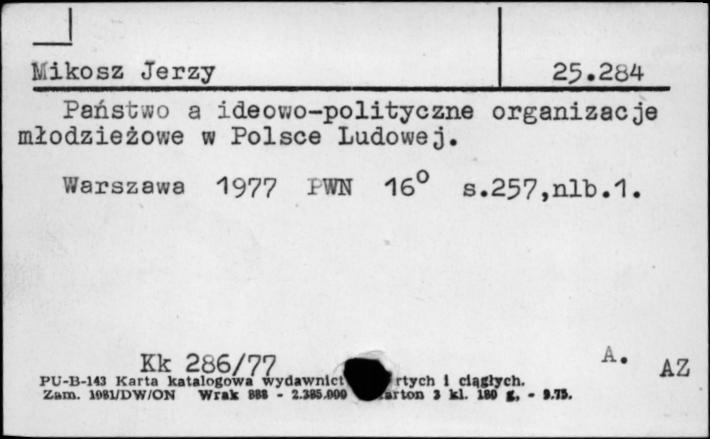 Mikosz Jerzy 25.284
Państwo a ideowo-polityczne organizacje
młodzieżowe w Polsce Ludowej.
Warszawa 1977 PWN 16° s.257,nlb.1.
Kk 286/77 A. AZ
PU-B-143 Karta katalogowa wydawnict rtych i ciągłych.
Zam. 1081/DW/ON Wrak 888 - 2.385.000 arton 3 kl. 180 g. - 9.75.